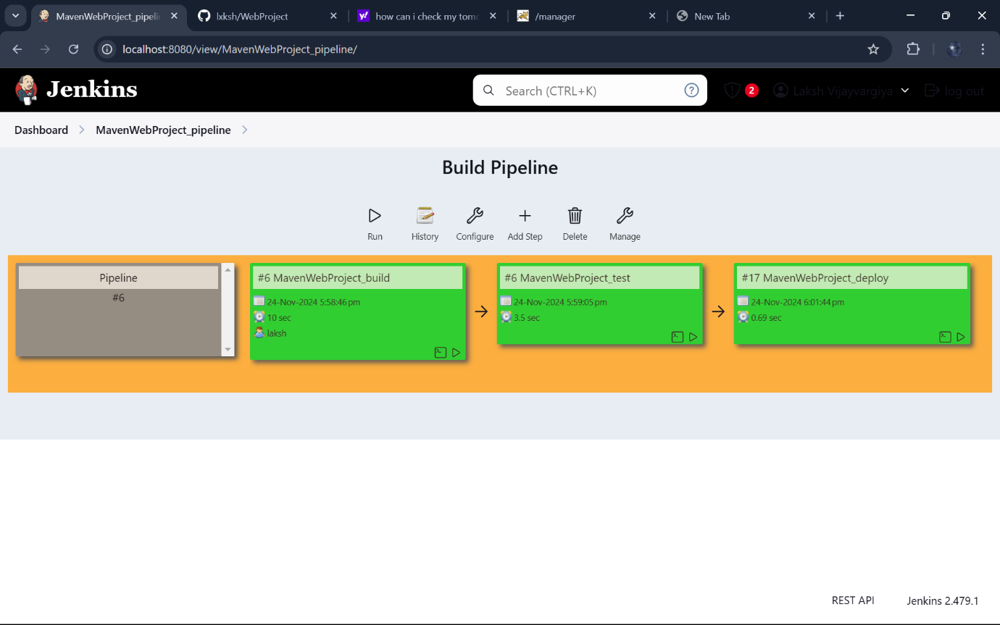 MavenWebProject_pipelin
lxksh/WebProject
how can i check my tomc
/manager
New Tab
localhost:8080/view/MavenWebProject_pipeline/
Jenkins
Search (CTRL+K)
?
2
Laksh Vijayvargiya
log out
Dashboard
MavenWebProject_pipeline
Build Pipeline
Run
History
Configure
Add Step
Delete
Manage
Pipeline
#6
#6 MavenWebProject_build
24-Nov-2024 5:58:46 pm
10 sec
laksh
#6 MavenWebProject_test
24-Nov-2024 5:59:05 pm
3.5 sec
#17 MavenWebProject_deploy
24-Nov-2024 6:01:44 pm
0.69 sec
REST API
Jenkins 2.479.1